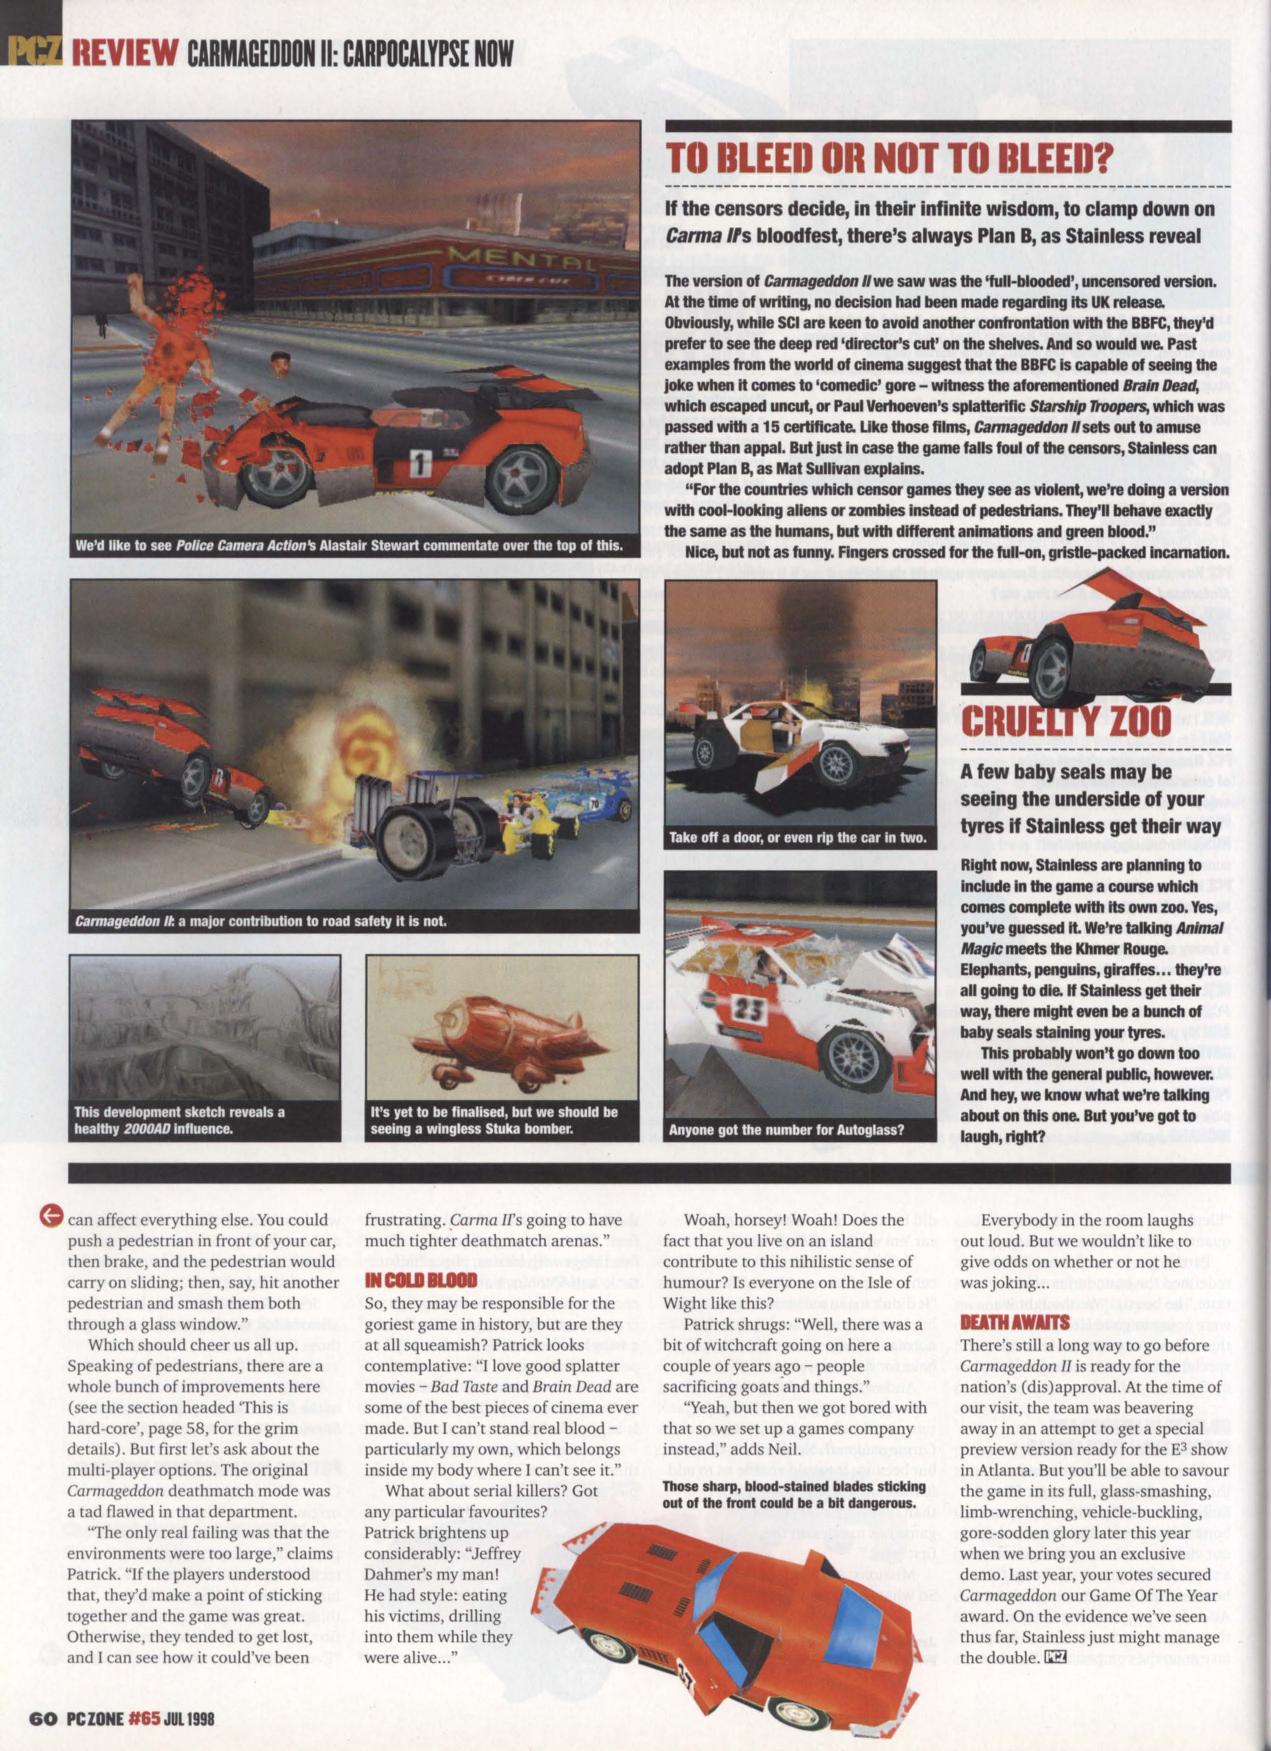 PCZ REVIEW CARMAGEDDON II: CARPOCALYPSE NOW
MENTAL
CYBER CAFE
1
We'd like to see Police Camera Action's Alastair Stewart commentate over the top of this.
TO BLEED OR NOT TO BLEED?
If the censors decide, in their infinite wisdom, to clamp down on
Carma II's bloodfest, there's always Plan B, as Stainless reveal
The version of Carmageddon II we saw was the 'full-blooded', uncensored version.
At the time of writing, no decision had been made regarding its UK release.
Obviously, while SCI are keen to avoid another confrontation with the BBFC, they'd
prefer to see the deep red 'director's cut' on the shelves. And so would we. Past
examples from the world of cinema suggest that the BBFC is capable of seeing the
joke when it comes to 'comedic' gore – witness the aforementioned Brain Dead,
which escaped uncut, or Paul Verhoeven's splatterific Starship Troopers, which was
passed with a 15 certificate. Like those films, Carmageddon II sets out to amuse
rather than appal. But just in case the game falls foul of the censors, Stainless can
adopt Plan B, as Mat Sullivan explains.
"For the countries which censor games they see as violent, we're doing a version
with cool-looking aliens or zombies instead of pedestrians. They'll behave exactly
the same as the humans, but with different animations and green blood."
Nice, but not as funny. Fingers crossed for the full-on, gristle-packed incarnation.
70
Carmageddon II: a major contribution to road safety it is not.
Take off a door, or even rip the car in two.
23
Anyone got the number for Autoglass?
This development sketch reveals a
healthy 2000AD influence.
It's yet to be finalised, but we should be
seeing a wingless Stuka bomber.
CRUELTY ZOO
A few baby seals may be
seeing the underside of your
tyres if Stainless get their way
Right now, Stainless are planning to
include in the game a course which
comes complete with its own zoo. Yes,
you've guessed it. We're talking Animal
Magic meets the Khmer Rouge.
Elephants, penguins, giraffes... they're
all going to die. If Stainless get their
way, there might even be a bunch of
baby seals staining your tyres.
This probably won't go down too
well with the general public, however.
And hey, we know what we're talking
about on this one. But you've got to
laugh, right?
can affect everything else. You could
push a pedestrian in front of your car,
then brake, and the pedestrian would
carry on sliding; then, say, hit another
pedestrian and smash them both
through a glass window."
Which should cheer us all up.
Speaking of pedestrians, there are a
whole bunch of improvements here
(see the section headed 'This is
hard-core', page 58, for the grim
details). But first let's ask about the
multi-player options. The original
Carmageddon deathmatch mode was
a tad flawed in that department.
"The only real failing was that the
environments were too large," claims
Patrick. "If the players understood
that, they'd make a point of sticking
together and the game was great.
Otherwise, they tended to get lost,
and I can see how it could've been
frustrating. Carma II's going to have
much tighter deathmatch arenas."
IN COLD BLOOD
So, they may be responsible for the
goriest game in history, but are they
at all squeamish? Patrick looks
contemplative: "I love good splatter
movies – Bad Taste and Brain Dead are
some of the best pieces of cinema ever
made. But I can't stand real blood –
particularly my own, which belongs
inside my body where I can't see it."
What about serial killers? Got
any particular favourites?
Patrick brightens up
considerably: "Jeffrey
Dahmer's my man!
He had style: eating
his victims, drilling
into them while they
were alive..."
Woah, horsey! Woah! Does the
fact that you live on an island
contribute to this nihilistic sense of
humour? Is everyone on the Isle of
Wight like this?
Patrick shrugs: "Well, there was a
bit of witchcraft going on here a
couple of years ago – people
sacrificing goats and things."
"Yeah, but then we got bored with
that so we set up a games company
instead," adds Neil.
Those sharp, blood-stained blades sticking
out of the front could be a bit dangerous.
Everybody in the room laughs
out loud. But we wouldn't like to
give odds on whether or not he
was joking...
DEATH AWAITS
There's still a long way to go before
Carmageddon II is ready for the
nation's (dis)approval. At the time of
our visit, the team was beavering
away in an attempt to get a special
preview version ready for the E³ show
in Atlanta. But you'll be able to savour
the game in its full, glass-smashing,
limb-wrenching, vehicle-buckling,
gore-sodden glory later this year
when we bring you an exclusive
demo. Last year, your votes secured
Carmageddon our Game Of The Year
award. On the evidence we've seen
thus far, Stainless just might manage
the double. PCZ
60 PC ZONE #65 JUL 1998